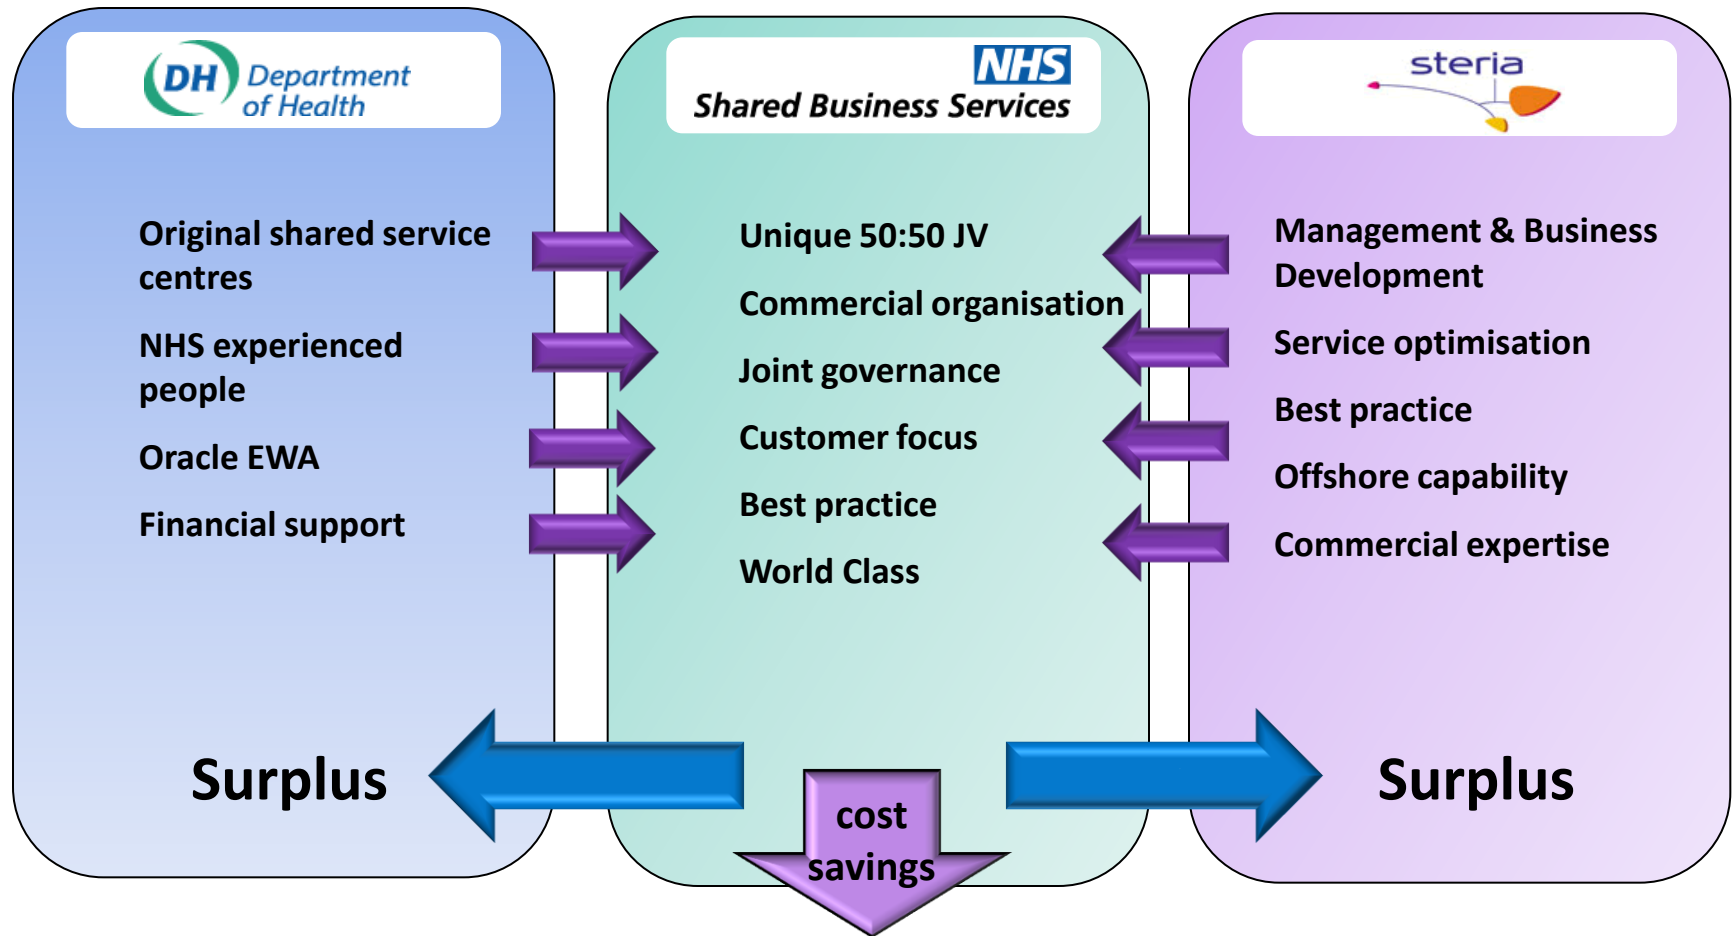 DH Department
of Health
Original shared service
centres
NHS experienced
people
Oracle EWA
Financial support
Surplus
NHS
Shared Business Services
Unique 50:50 JV
Commercial organisation
Joint governance
Customer focus
Best practice
World Class
cost
savings
steria
Management & Business
Development
Service optimisation
Best practice
Offshore capability
Commercial expertise
Surplus